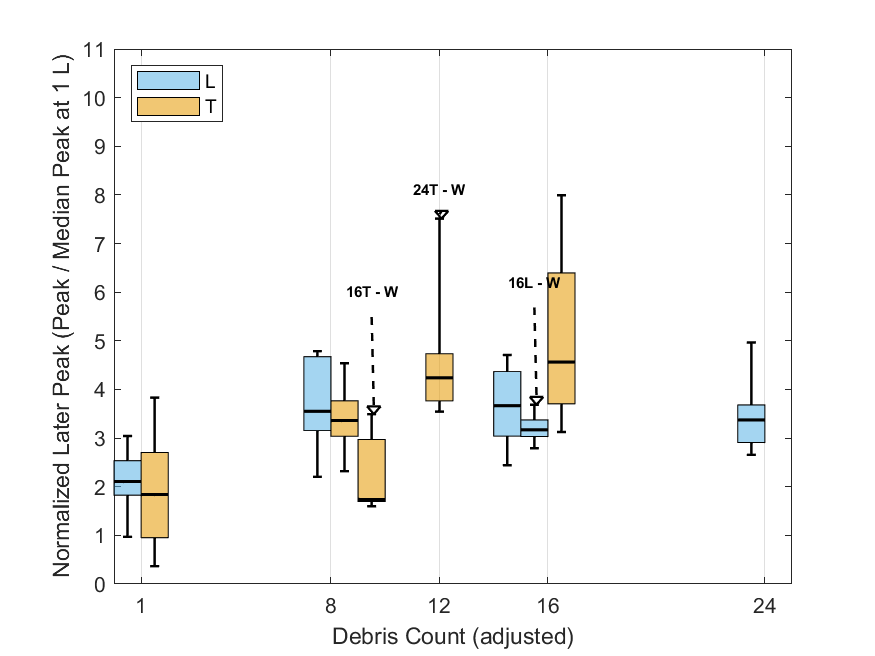 Normalized Later Peak (Peak / Median Peak at 1 L)
11
10
9
8
7
6
5
4
3
2
1
0
L
T
24T - W
16T - W
16L - W
1
8
12
16
24
Debris Count (adjusted)